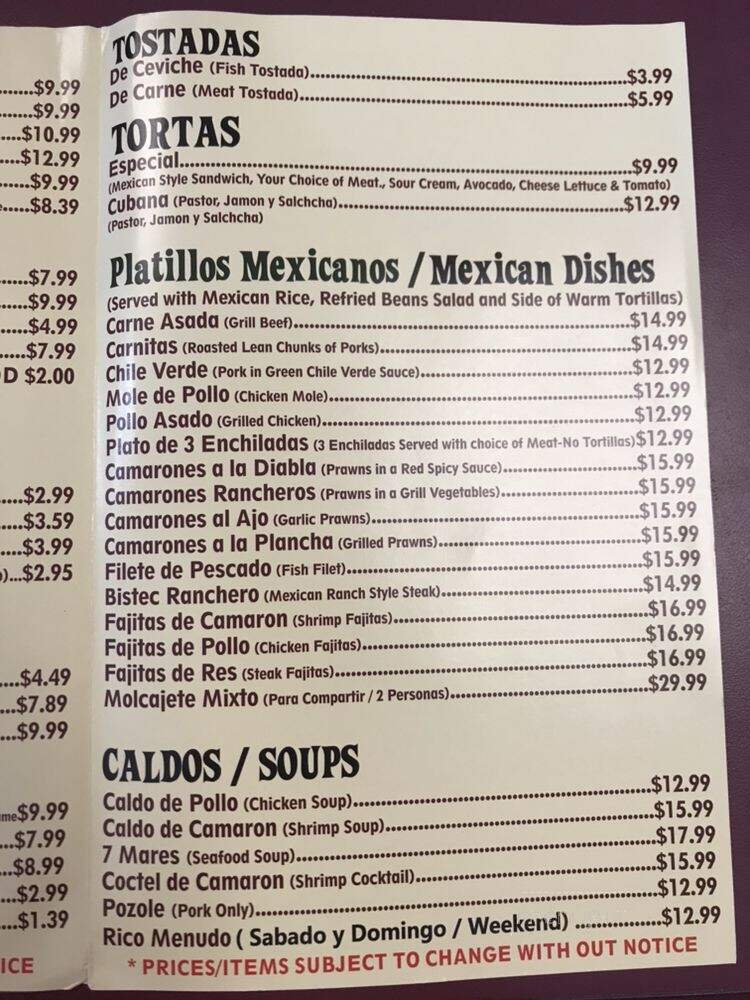 .....$9.99
.....$9.99
....$10.99
....$12.99
.....$9.99
.....$8.39
.....$7.99
.....$9.99
.....$4.99
.....$7.99
D $2.00
....$2.99
....$3.59
....$3.99
)...$2.95
....$4.49
...$7.89
...$9.99
me$9.99
...$7.99
...$8.99
...$2.99
....$1.39
ICE
TOSTADAS
De Ceviche (Fish Tostada)..........$3.99
De Carne (Meat Tostada)..........$5.99
TORTAS
Especial..........$9.99
(Mexican Style Sandwich, Your Choice of Meat., Sour Cream, Avocado, Cheese Lettuce & Tomato)
Cubana (Pastor, Jamon y Salchcha)..........$12.99
(Pastor, Jamon y Salchcha)
Platillos Mexicanos / Mexican Dishes
(Served with Mexican Rice, Refried Beans Salad and Side of Warm Tortillas)
Carne Asada (Grill Beef)..........$14.99
Carnitas (Roasted Lean Chunks of Porks)..........$14.99
Chile Verde (Pork in Green Chile Verde Sauce)..........$12.99
Mole de Pollo (Chicken Mole)..........$12.99
Pollo Asado (Grilled Chicken)..........$12.99
Plato de 3 Enchiladas (3 Enchiladas Served with choice of Meat-No Tortillas)$12.99
Camarones a la Diabla (Prawns in a Red Spicy Sauce)..........$15.99
Camarones Rancheros (Prawns in a Grill Vegetables)..........$15.99
Camarones al Ajo (Garlic Prawns)..........$15.99
Camarones a la Plancha (Grilled Prawns)..........$15.99
Filete de Pescado (Fish Filet)..........$15.99
Bistec Ranchero (Mexican Ranch Style Steak)..........$14.99
Fajitas de Camaron (Shrimp Fajitas)..........$16.99
Fajitas de Pollo (Chicken Fajitas)..........$16.99
Fajitas de Res (Steak Fajitas)..........$16.99
Molcajete Mixto (Para Compartir / 2 Personas)..........$29.99
CALDOS / SOUPS
Caldo de Pollo (Chicken Soup)..........$12.99
Caldo de Camaron (Shrimp Soup)..........$15.99
7 Mares (Seafood Soup)..........$17.99
Coctel de Camaron (Shrimp Cocktail)..........$15.99
Pozole (Pork Only)..........$12.99
Rico Menudo ( Sabado y Domingo / Weekend) ..........$12.99
* PRICES/ITEMS SUBJECT TO CHANGE WITH OUT NOTICE